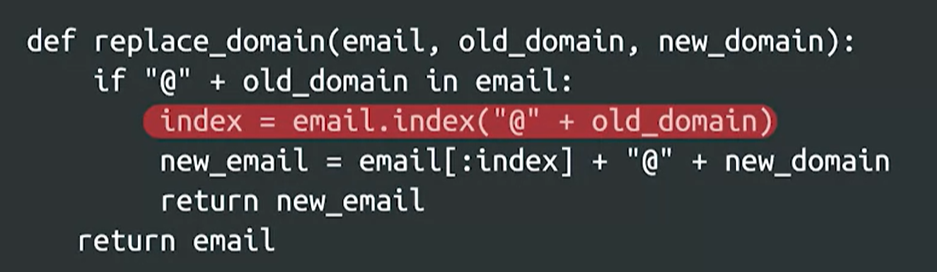 def replace_domain(email, old_domain, new_domain):
    if "@" + old_domain in email:
        index = email.index("@" + old_domain)
        new_email = email[:index] + "@" + new_domain
        return new_email
   return email